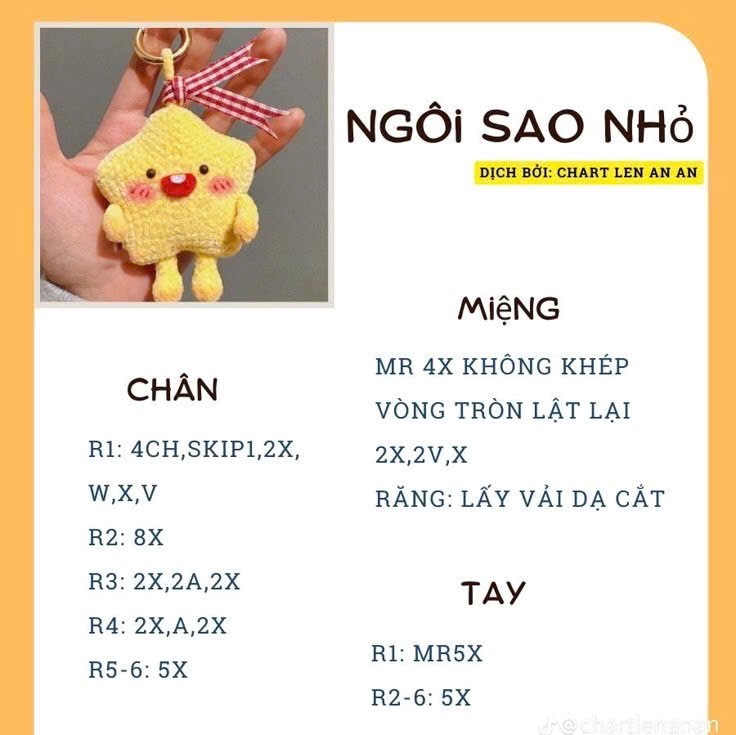 NGÔI SAO NHỎ
DỊCH BỞI: CHART LEN AN AN
CHÂN
R1: 4CH,SKIP1,2X,
W,X,V
R2: 8X
R3: 2X,2A,2X
R4: 2X,A,2X
R5-6: 5X
MIỆNG
MR 4X KHÔNG KHÉP
VÒNG TRÒN LẬT LẠI
2X,2V,X
RĂNG: LẤY VẢI DẠ CẮT
TAY
R1: MR5X
R2-6: 5X
@chartlenanan